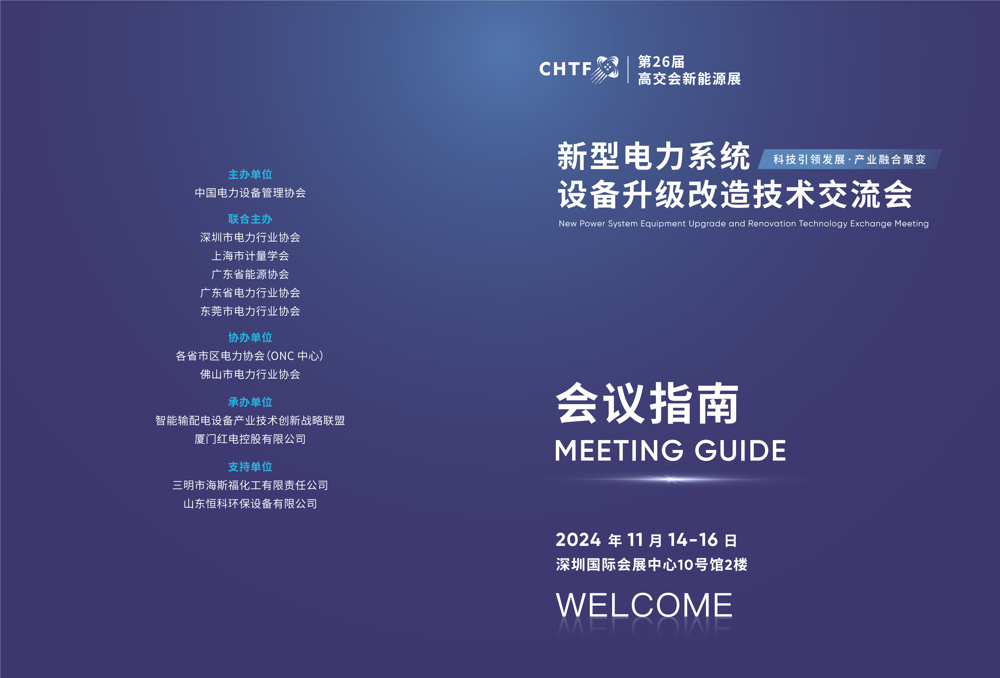 主办单位
中国电力设备管理协会
联合主办
深圳市电力行业协会
上海市计量学会
广东省能源协会
广东省电力行业协会
东莞市电力行业协会
协办单位
各省市区电力协会（ONC 中心）
佛山市电力行业协会
承办单位
智能输配电设备产业技术创新战略联盟
厦门红电控股有限公司
支持单位
三明市海斯福化工有限责任公司
山东恒科环保设备有限公司
CHTF
第26届
高交会新能源展
新型电力系统
科技引领发展·产业融合聚变
设备升级改造技术交流会
New Power System Equipment Upgrade and Renovation Technology Exchange Meeting
会议指南
MEETING GUIDE
2024 年 11 月 14-16 日
深圳国际会展中心10号馆2楼
WELCOME